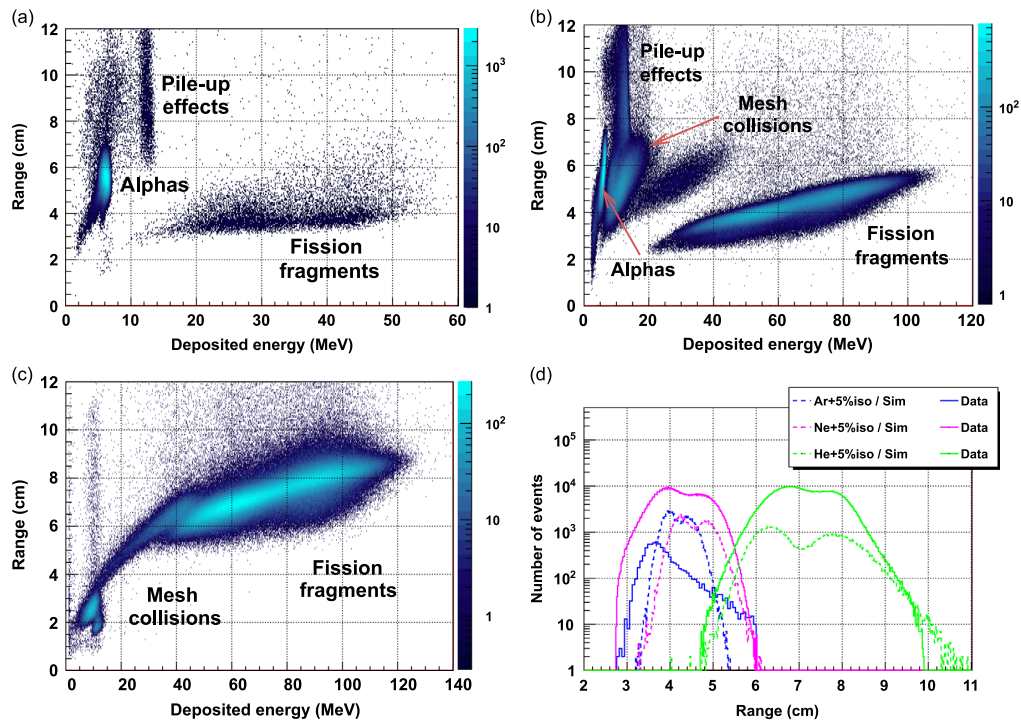 (a)
12
10
8
6
4
2
0
Range (cm)
Pile-up
effects
Alphas
Fission
fragments
0 10 20 30 40 50 60
Deposited energy (MeV)
10³
10²
10
1
(b)
12
10
8
6
4
2
0
Range (cm)
Pile-up
effects
Mesh
collisions
Alphas
Fission
fragments
0 20 40 60 80 100 120
Deposited energy (MeV)
10²
10
1
(c)
12
10
8
6
4
2
0
Range (cm)
Mesh
collisions
Fission
fragments
0 20 40 60 80 100 120 140
Deposited energy (MeV)
10²
10
1
(d)
Ar+5%iso / Sim Data
Ne+5%iso / Sim Data
He+5%iso / Sim Data
10⁵
10⁴
10³
10²
10
1
Number of events
2 3 4 5 6 7 8 9 10 11
Range (cm)